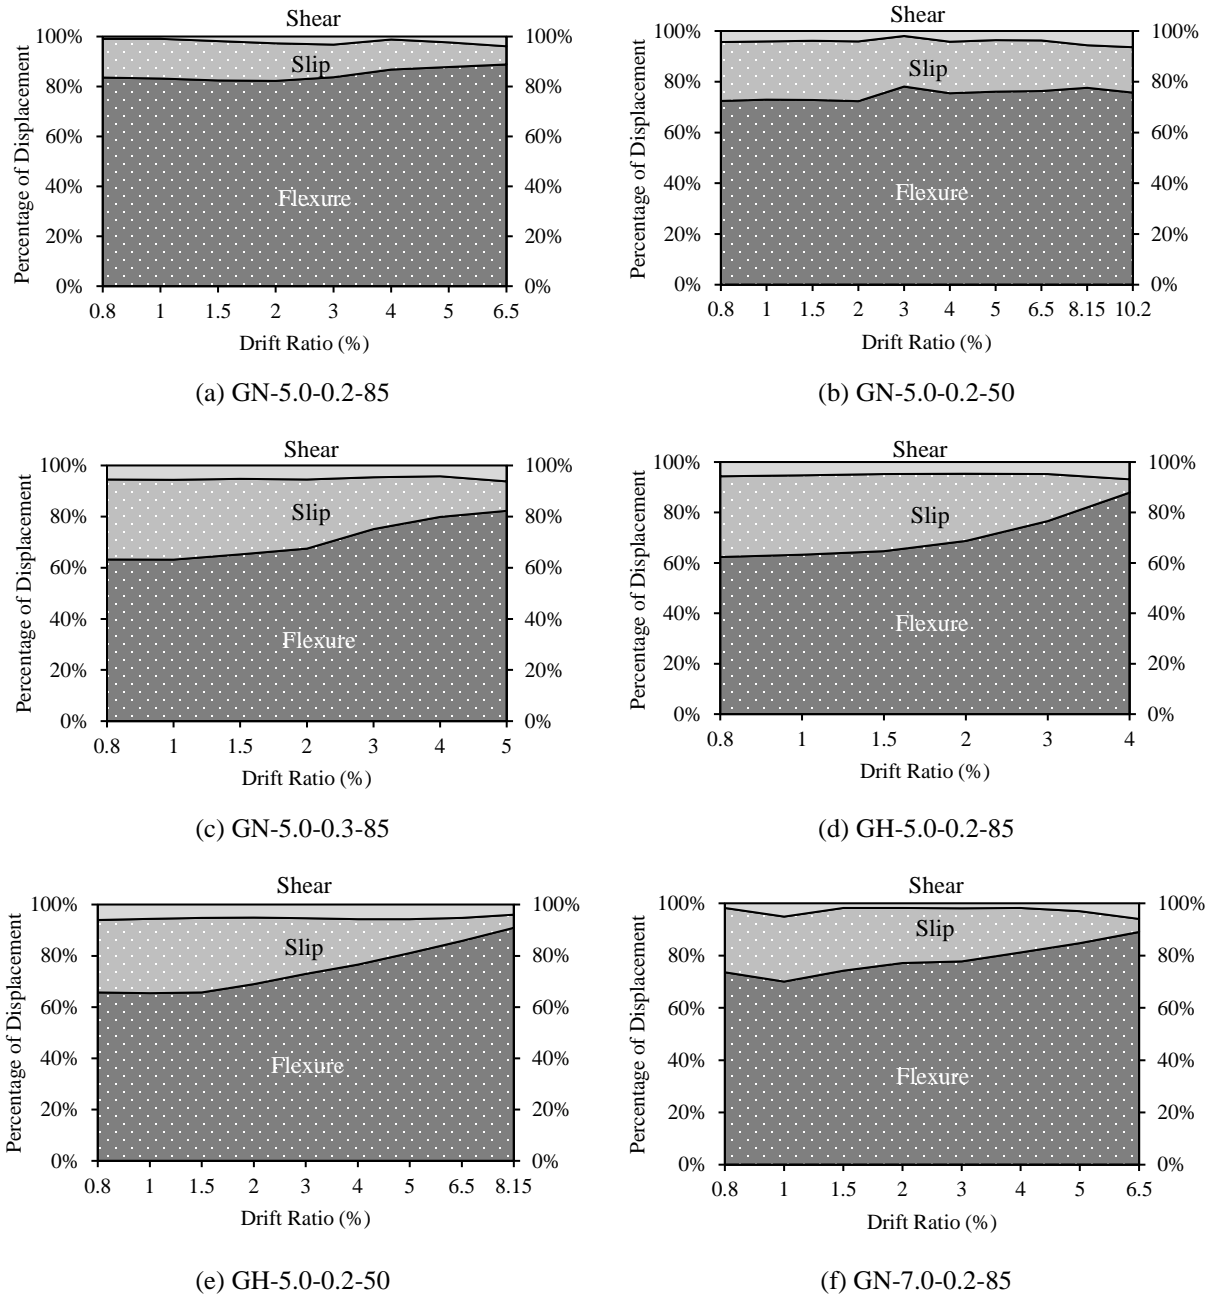 Shear
100%
80%
60%
40%
20%
0%
Percentage of Displacement
Slip
Flexure
100%
80%
60%
40%
20%
0%
0.8 1 1.5 2 3 4 5 6.5
Drift Ratio (%)
(a) GN-5.0-0.2-85
Shear
100%
80%
60%
40%
20%
0%
Percentage of Displacement
Slip
Flexure
100%
80%
60%
40%
20%
0%
0.8 1 1.5 2 3 4 5 6.5 8.15 10.2
Drift Ratio (%)
(b) GN-5.0-0.2-50
Shear
100%
80%
60%
40%
20%
0%
Percentage of Displacement
Slip
Flexure
100%
80%
60%
40%
20%
0%
0.8 1 1.5 2 3 4 5
Drift Ratio (%)
(c) GN-5.0-0.3-85
Shear
100%
80%
60%
40%
20%
0%
Percentage of Displacement
Slip
Flexure
100%
80%
60%
40%
20%
0%
0.8 1 1.5 2 3 4
Drift Ratio (%)
(d) GH-5.0-0.2-85
Shear
100%
80%
60%
40%
20%
0%
Percentage of Displacement
Slip
Flexure
100%
80%
60%
40%
20%
0%
0.8 1 1.5 2 3 4 5 6.5 8.15
Drift Ratio (%)
(e) GH-5.0-0.2-50
Shear
100%
80%
60%
40%
20%
0%
Percentage of Displacement
Slip
Flexure
100%
80%
60%
40%
20%
0%
0.8 1 1.5 2 3 4 5 6.5
Drift Ratio (%)
(f) GN-7.0-0.2-85